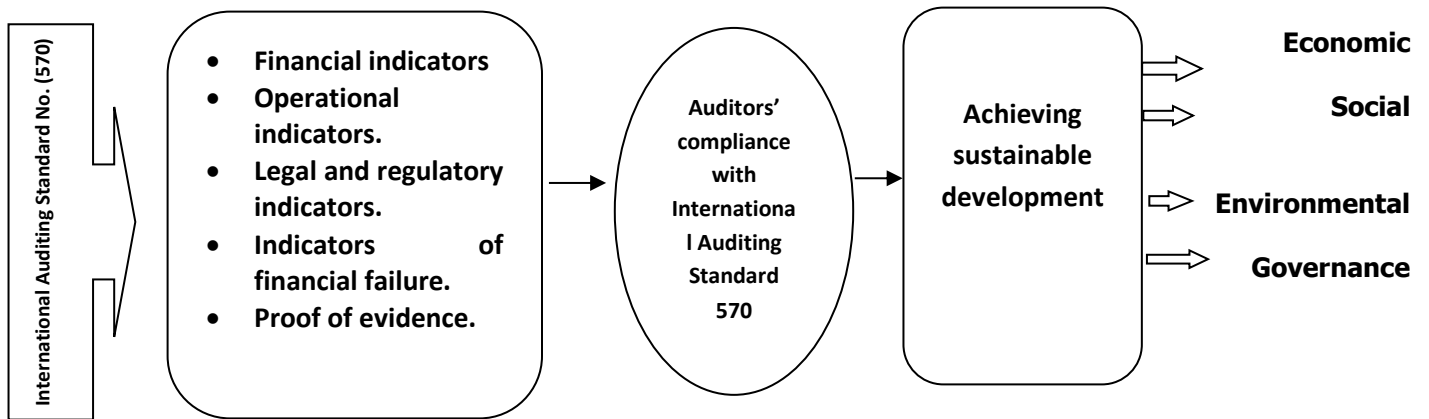 International Auditing Standard No. (570)
• Financial indicators
• Operational
indicators.
• Legal and regulatory
indicators.
• Indicators of
financial failure.
• Proof of evidence.
Auditors’
compliance
with
Internationa
l Auditing
Standard
570
Achieving
sustainable
development
Economic
Social
Environmental
Governance